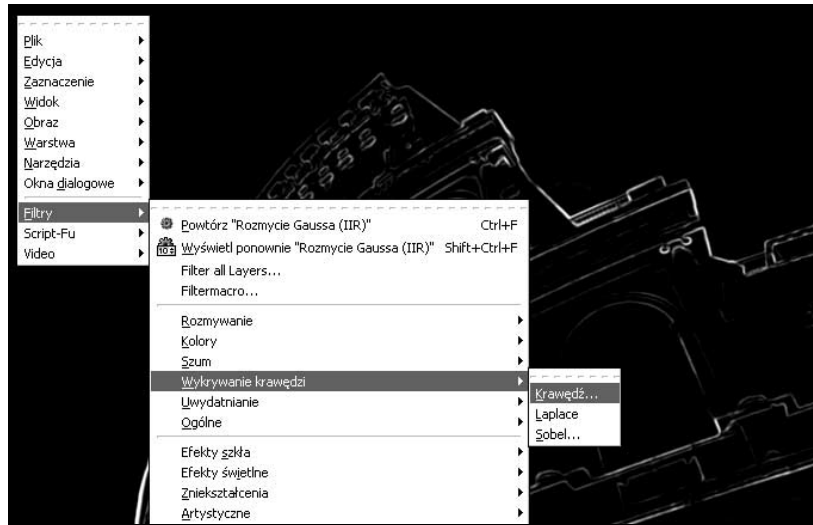 Plik
Edycja
Zaznaczenie
Widok
Obraz
Warstwa
Narzędzia
Okna dialogowe
Filtry
Script-Fu
Video
Powtórz "Rozmycie Gaussa (IIR)" Ctrl+F
Wyświetl ponownie "Rozmycie Gaussa (IIR)" Shift+Ctrl+F
Filter all Layers...
Filtermacro...
Rozmywanie
Kolory
Szum
Wykrywanie krawędzi
Uwydatnianie
Ogólne
Efekty szkła
Efekty świetlne
Zniekształcenia
Artystyczne
Krawędź...
Laplace
Sobel...